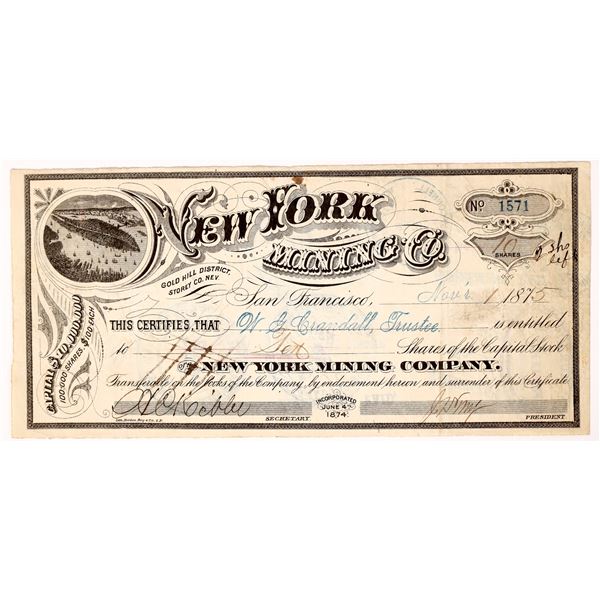 NEW YORK
MINING CO.
GOLD HILL DISTRICT.
STOREY CO. NEV.
CAPITAL $10,000,000
100,000 SHARES, $100 EACH
No. 1571
10
SHARES
2 sho
San Francisco, Nov'r 1 1875
THIS CERTIFIES, THAT W. G. Crandall, Trustee is entitled
to Ten Shares of the Capital Stock
OF THE NEW YORK MINING COMPANY.
Transferable on the books of the Company, by endorsement hereon and surrender of this Certificate
INCORPORATED
JUNE 4TH
1874
SECRETARY.
PRESIDENT.